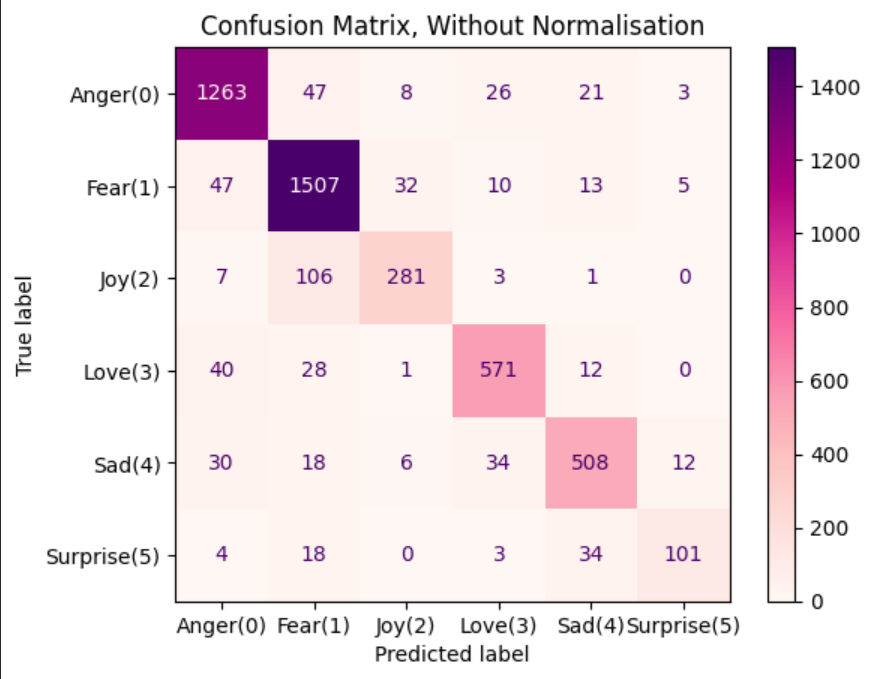 Confusion Matrix, Without Normalisation
True label
Anger(0) 1263 47 8 26 21 3
Fear(1) 47 1507 32 10 13 5
Joy(2) 7 106 281 3 1 0
Love(3) 40 28 1 571 12 0
Sad(4) 30 18 6 34 508 12
Surprise(5) 4 18 0 3 34 101
Anger(0) Fear(1) Joy(2) Love(3) Sad(4) Surprise(5)
Predicted label
1400
1200
1000
800
600
400
200
0